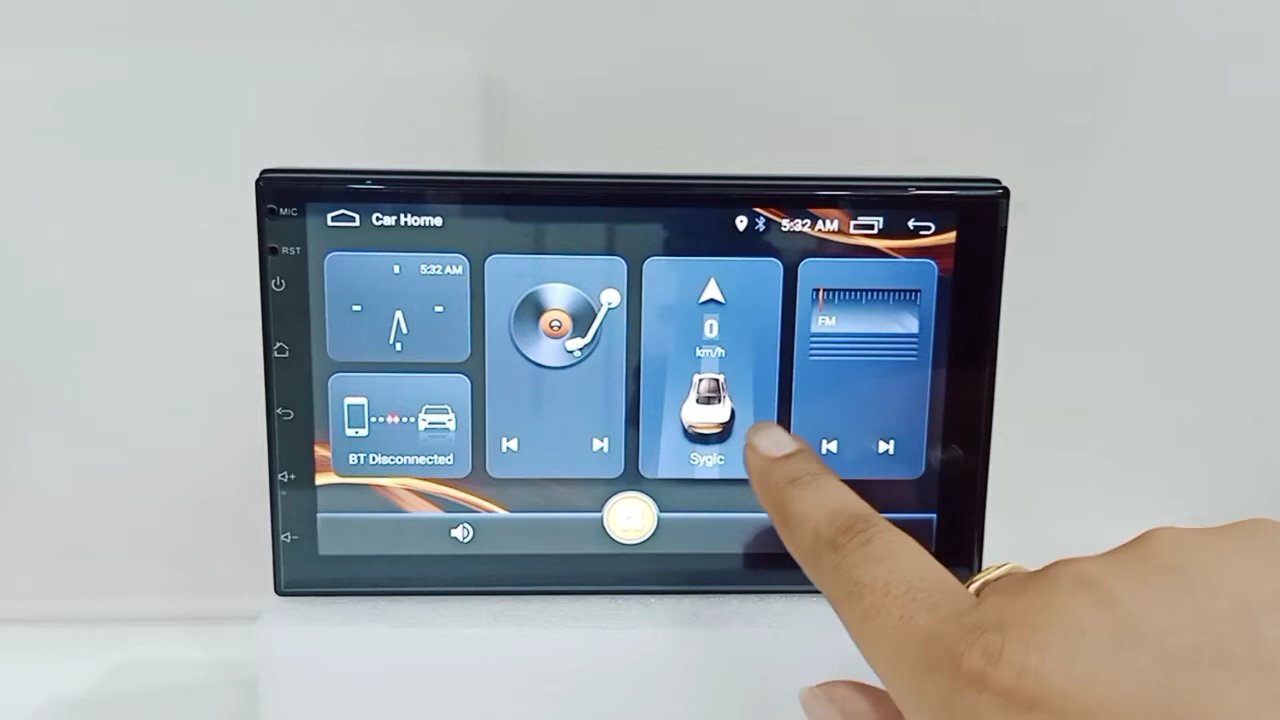 MIC
RST
Car Home
5:32 AM
5:32 AM
BT Disconnected
0
km/h
Sygic
FM